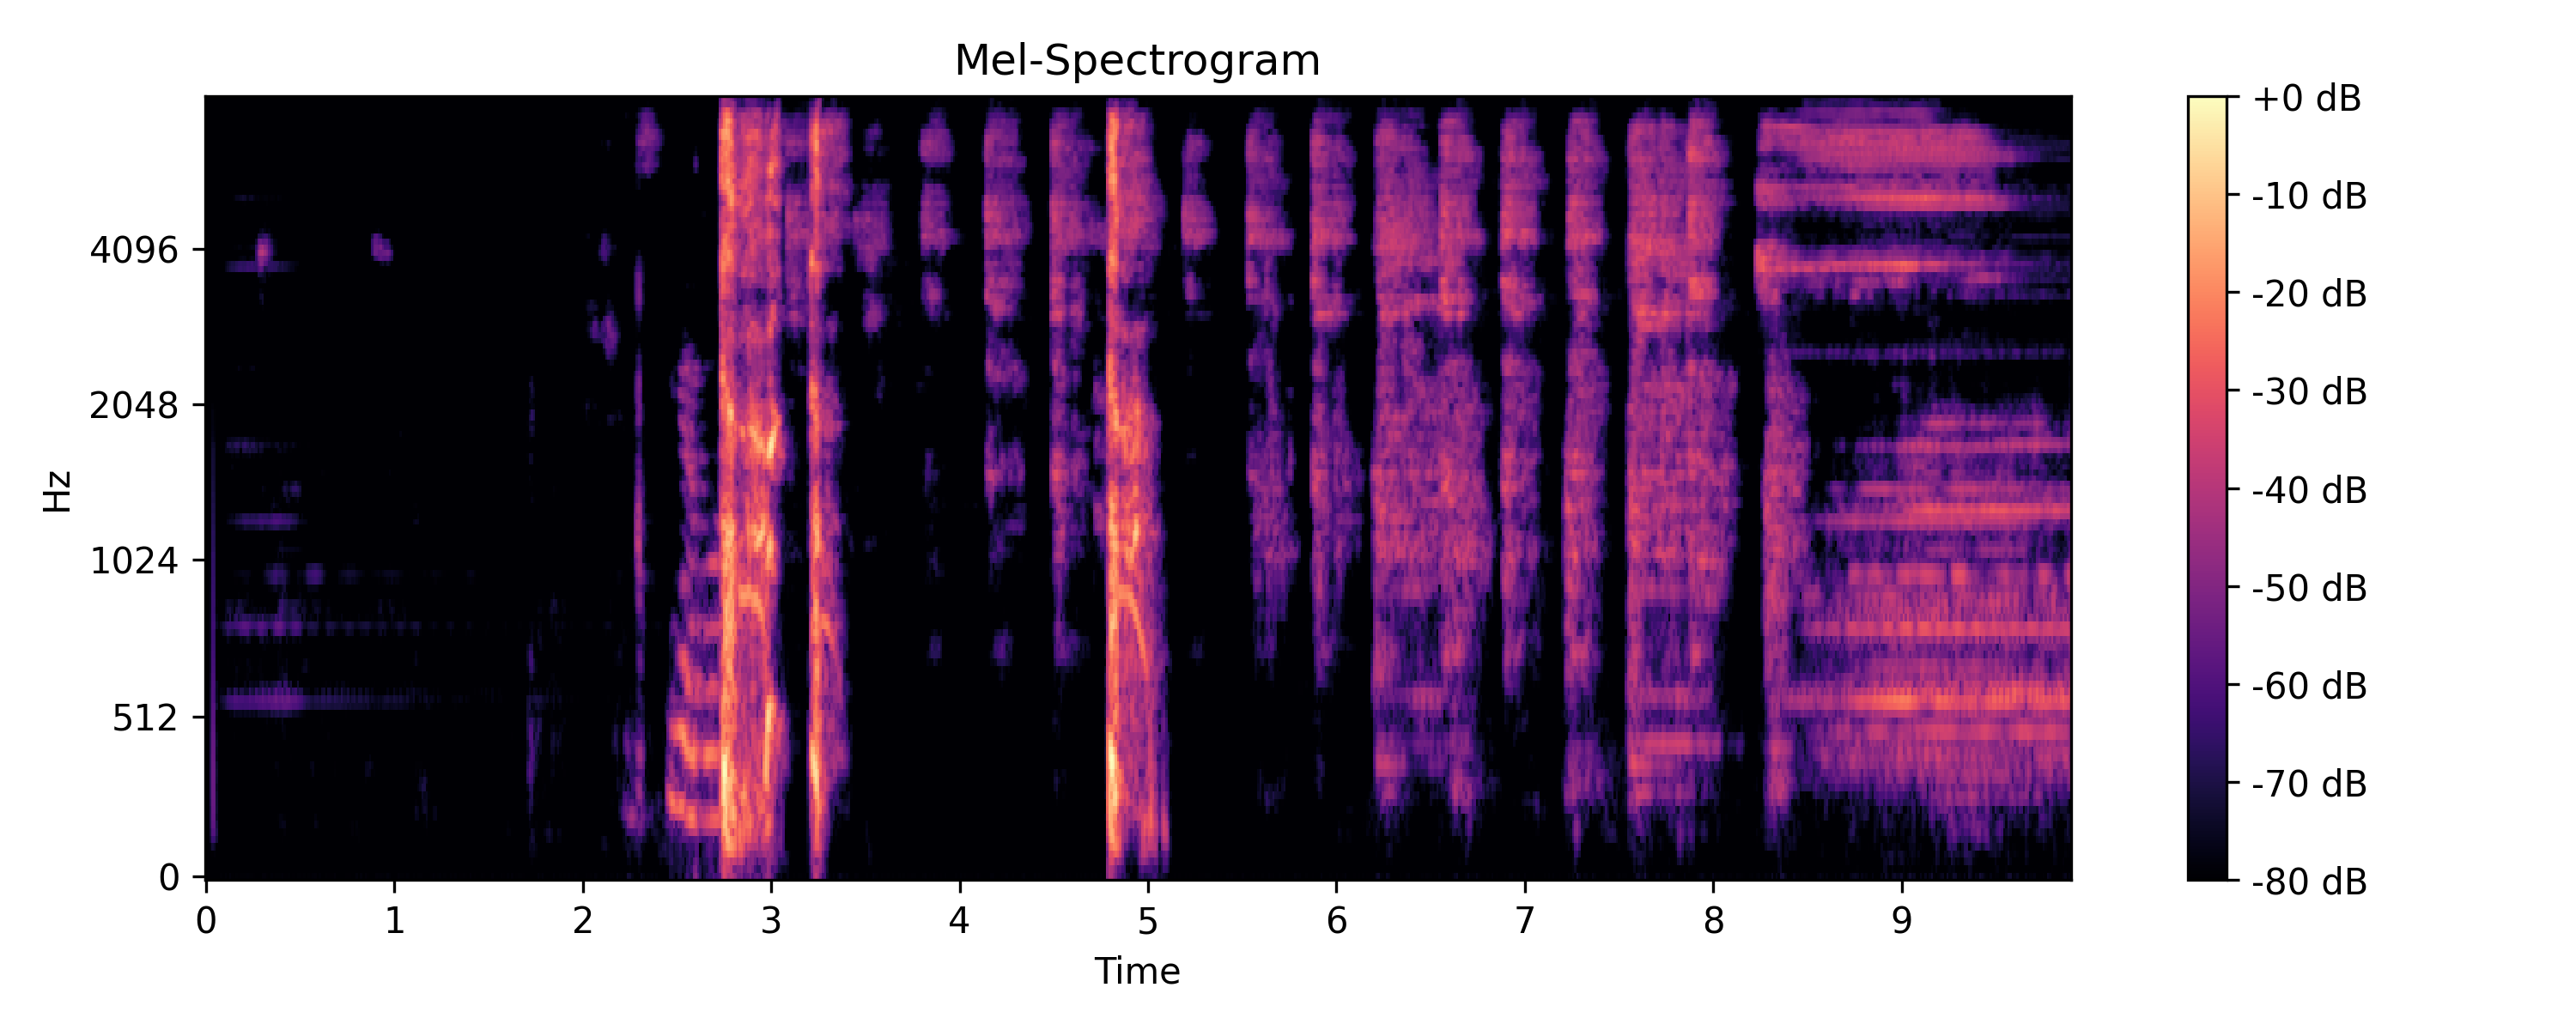 Mel-Spectrogram
+0 dB
-10 dB
-20 dB
-30 dB
-40 dB
-50 dB
-60 dB
-70 dB
-80 dB
Hz
4096
2048
1024
512
0
0 1 2 3 4 5 6 7 8 9
Time